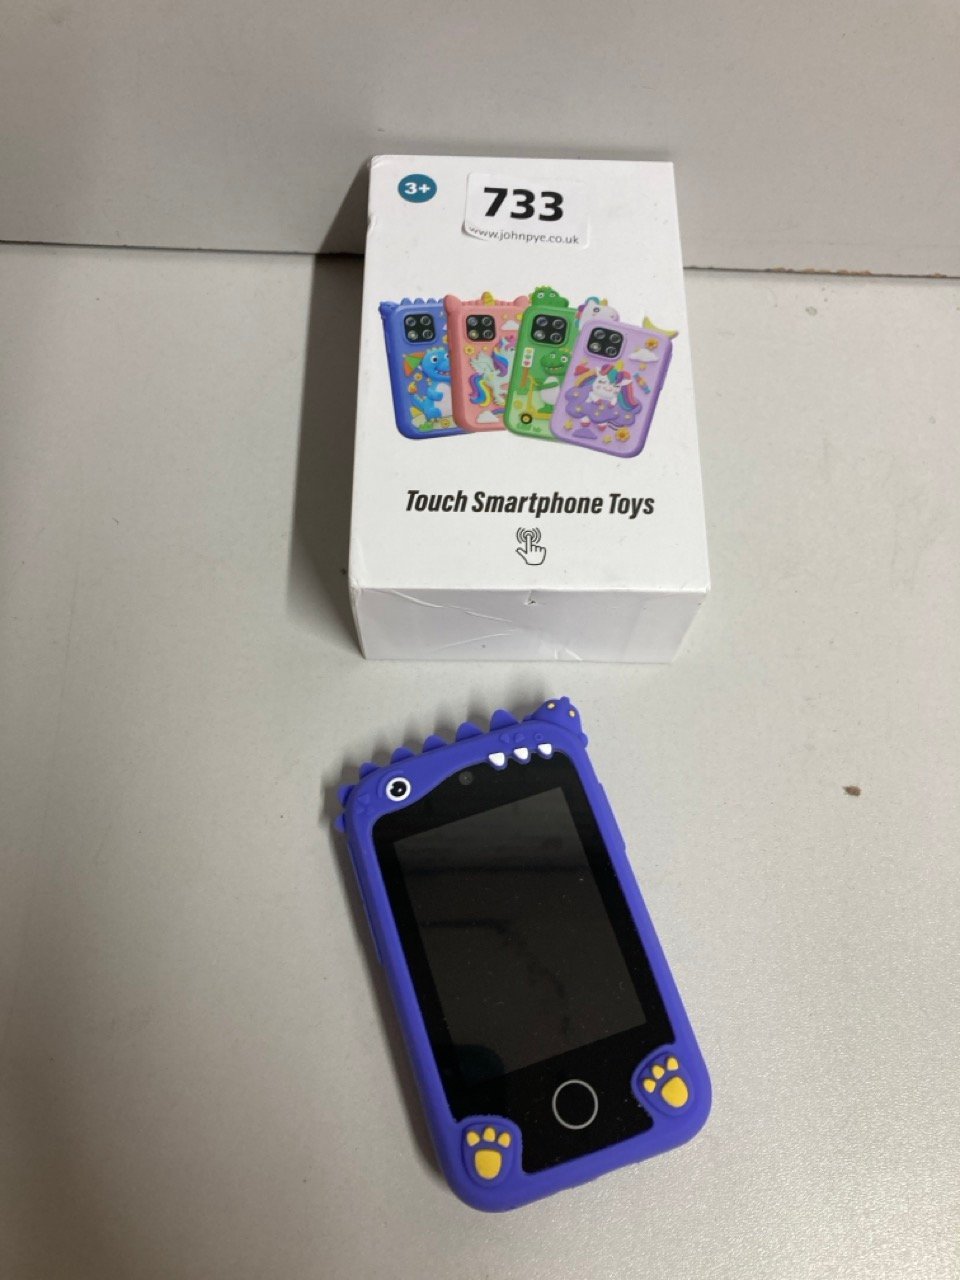 3+
733
www.johnpye.co.uk
Touch Smartphone Toys